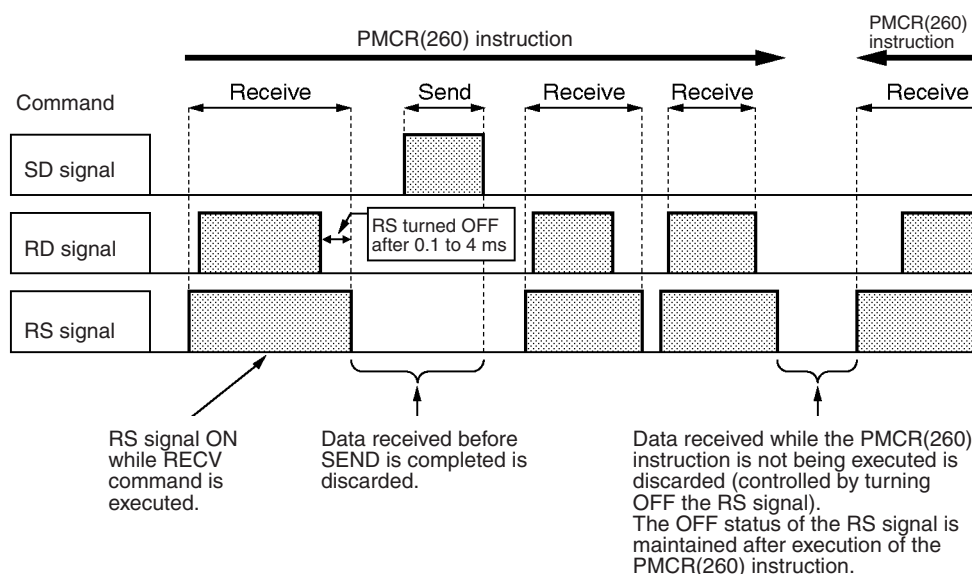 PMCR(260) instruction
PMCR(260)
instruction
Command
Receive
Send
Receive
Receive
Receive
SD signal
RD signal
RS turned OFF
after 0.1 to 4 ms
RS signal
RS signal ON
while RECV
command is
executed.
Data received before
SEND is completed is
discarded.
Data received while the PMCR(260)
instruction is not being executed is
discarded (controlled by turning
OFF the RS signal).
The OFF status of the RS signal is
maintained after execution of the
PMCR(260) instruction.